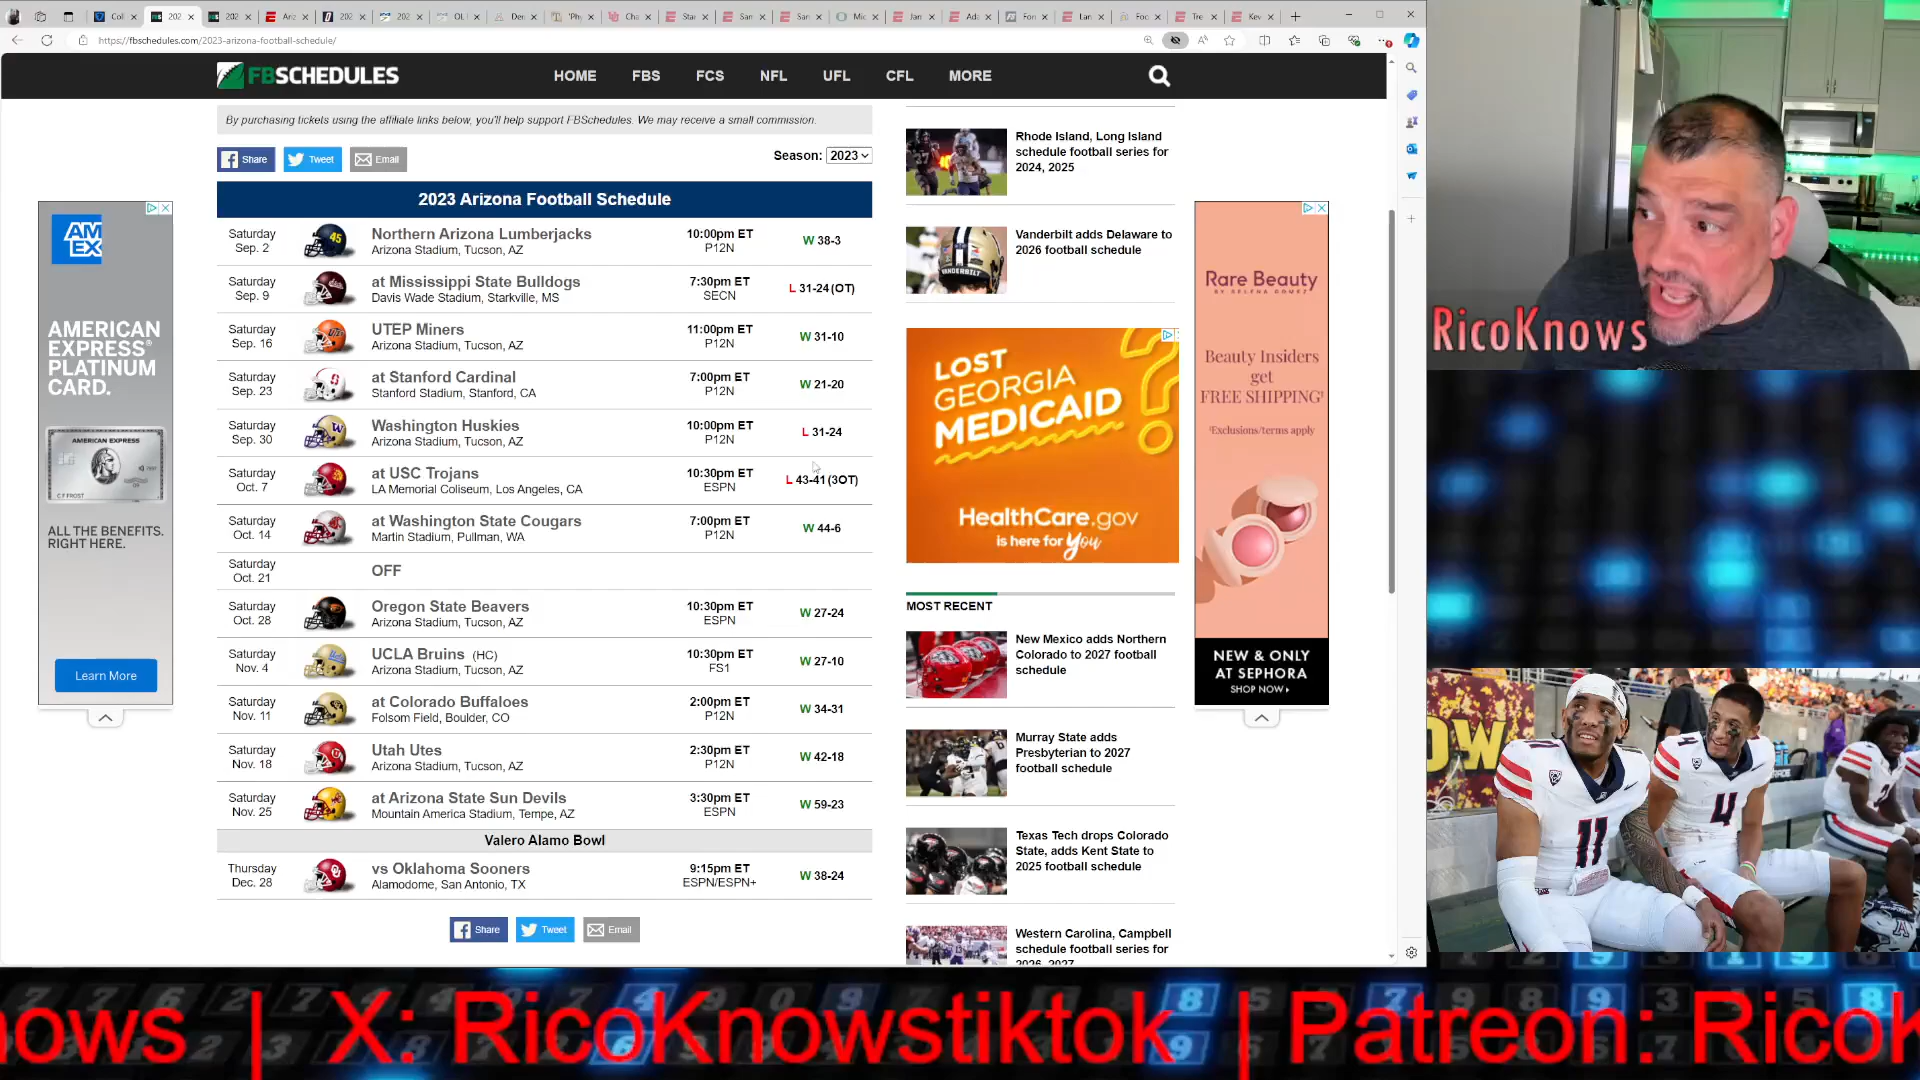 https://fbschedules.com/2023-arizona-football-schedule/
FBSCHEDULES
HOME FBS FCS NFL UFL CFL MORE
By purchasing tickets using the affiliate links below, you'll help support FBSchedules. We may receive a small commission.
Share Tweet Email
Season: 2023
2023 Arizona Football Schedule
Saturday Sep. 2 Northern Arizona Lumberjacks 10:00pm ET W 38-3
Arizona Stadium, Tucson, AZ P12N
Saturday Sep. 9 at Mississippi State Bulldogs 7:30pm ET L 31-24 (OT)
Davis Wade Stadium, Starkville, MS SECN
Saturday Sep. 16 UTEP Miners 11:00pm ET W 31-10
Arizona Stadium, Tucson, AZ P12N
Saturday Sep. 23 at Stanford Cardinal 7:00pm ET W 21-20
Stanford Stadium, Stanford, CA P12N
Saturday Sep. 30 Washington Huskies 10:00pm ET L 31-24
Arizona Stadium, Tucson, AZ P12N
Saturday Oct. 7 at USC Trojans 10:30pm ET L 43-41 (3OT)
LA Memorial Coliseum, Los Angeles, CA ESPN
Saturday Oct. 14 at Washington State Cougars 7:00pm ET W 44-6
Martin Stadium, Pullman, WA P12N
Saturday Oct. 21 OFF
Saturday Oct. 28 Oregon State Beavers 10:30pm ET W 27-24
Arizona Stadium, Tucson, AZ ESPN
Saturday Nov. 4 UCLA Bruins (HC) 10:30pm ET W 27-10
Arizona Stadium, Tucson, AZ FS1
Saturday Nov. 11 at Colorado Buffaloes 2:00pm ET W 34-31
Folsom Field, Boulder, CO P12N
Saturday Nov. 18 Utah Utes 2:30pm ET W 42-18
Arizona Stadium, Tucson, AZ P12N
Saturday Nov. 25 at Arizona State Sun Devils 3:30pm ET W 59-23
Mountain America Stadium, Tempe, AZ ESPN
Valero Alamo Bowl
Thursday Dec. 28 vs Oklahoma Sooners 9:15pm ET W 38-24
Alamodome, San Antonio, TX ESPN/ESPN+
Share Tweet Email
AM
EX
AMERICAN
EXPRESS®
PLATINUM
CARD.
AMERICAN EXPRESS
C F FROST
ALL THE BENEFITS.
RIGHT HERE.
Learn More
Rhode Island, Long Island
schedule football series for
2024, 2025
Vanderbilt adds Delaware to
2026 football schedule
LOST
GEORGIA
MEDICAID
?
HealthCare.gov
is here for You
MOST RECENT
New Mexico adds Northern
Colorado to 2027 football
schedule
Murray State adds
Presbyterian to 2027
football schedule
Texas Tech drops Colorado
State, adds Kent State to
2025 football schedule
Western Carolina, Campbell
schedule football series for
2026, 2027
Rare Beauty
BY SELENA GOMEZ
Beauty Insiders
get
FREE SHIPPING¹
¹Exclusions/terms apply
NEW & ONLY
AT SEPHORA
SHOP NOW
RicoKnows
11
4
nows | X: RicoKnowstiktok | Patreon: RicoK